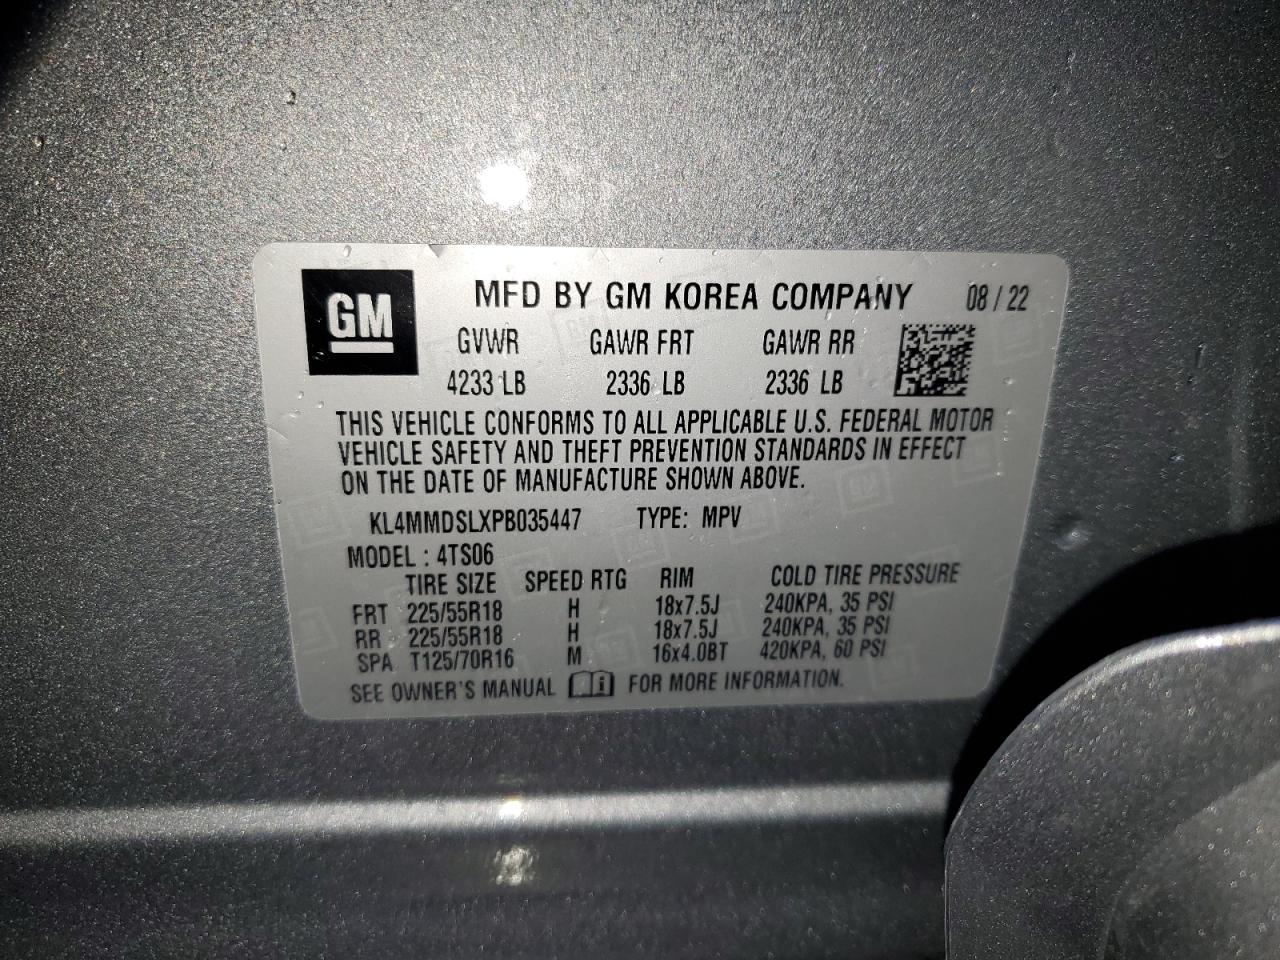 GM
MFD BY GM KOREA COMPANY 08 / 22
GVWR GAWR FRT GAWR RR
4233 LB 2336 LB 2336 LB
THIS VEHICLE CONFORMS TO ALL APPLICABLE U.S. FEDERAL MOTOR
VEHICLE SAFETY AND THEFT PREVENTION STANDARDS IN EFFECT
ON THE DATE OF MANUFACTURE SHOWN ABOVE.
KL4MMDSLXPB035447 TYPE: MPV
MODEL : 4TS06
TIRE SIZE SPEED RTG RIM COLD TIRE PRESSURE
FRT 225/55R18 H 18x7.5J 240KPA, 35 PSI
RR 225/55R18 H 18x7.5J 240KPA, 35 PSI
SPA T125/70R16 M 16x4.0BT 420KPA, 60 PSI
SEE OWNER'S MANUAL i FOR MORE INFORMATION.